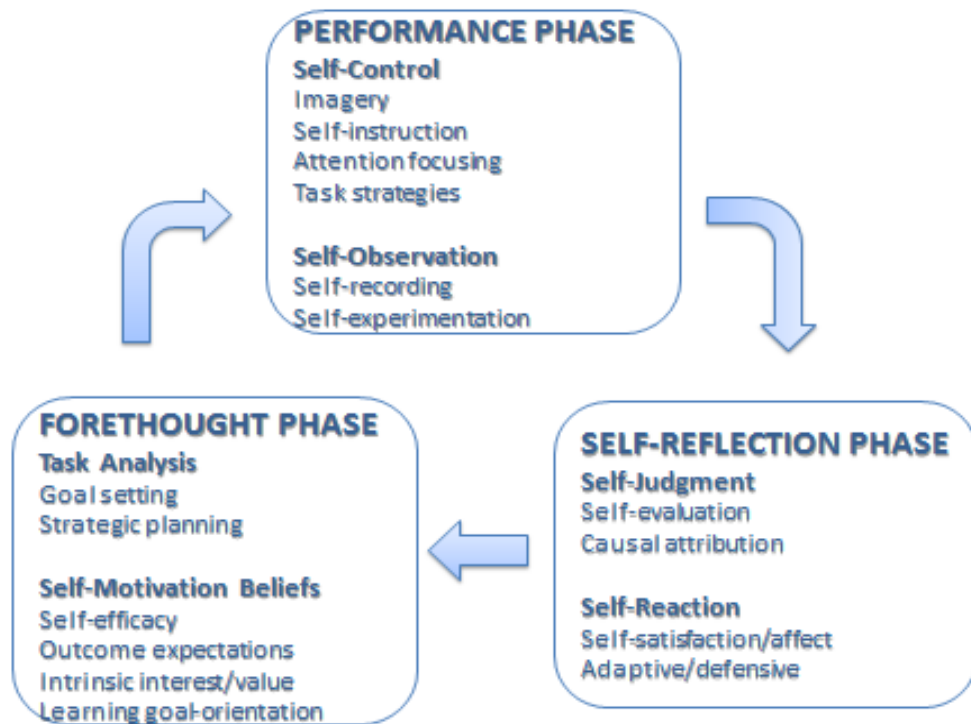 PERFORMANCE PHASE
Self-Control
Imagery
Self-instruction
Attention focusing
Task strategies
Self-Observation
Self-recording
Self-experimentation
FORETHOUGHT PHASE
Task Analysis
Goal setting
Strategic planning
Self-Motivation Beliefs
Self-efficacy
Outcome expectations
Intrinsic interest/value
Learning goal-orientation
SELF-REFLECTION PHASE
Self-Judgment
Self-evaluation
Causal attribution
Self-Reaction
Self-satisfaction/affect
Adaptive/defensive